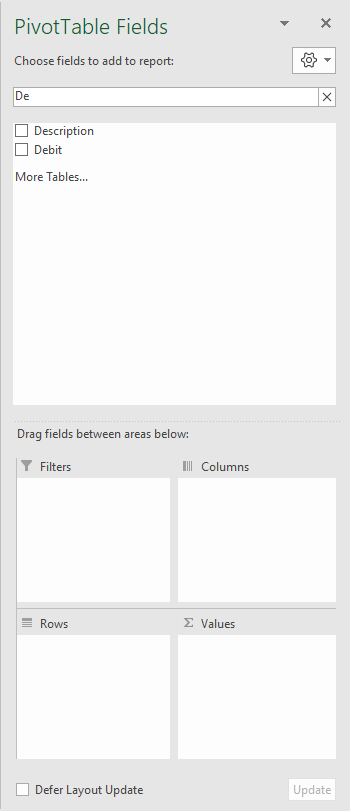 PivotTable Fields
Choose fields to add to report:
De
Description
Debit
More Tables...
Drag fields between areas below:
Filters
Columns
Rows
Σ Values
Defer Layout Update
Update